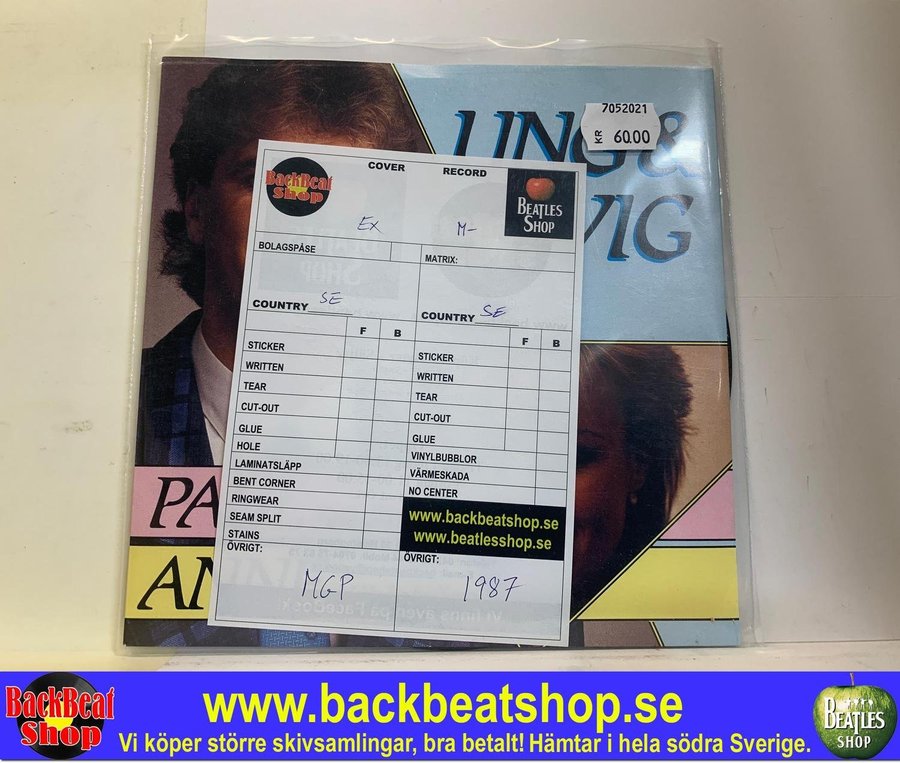 7052021
KR 60.00
UNG &
VIG
PA
AN
BackBeat
Shop
COVER
RECORD
BEATLES
SHOP
Ex
M-
BOLAGSPÅSE
MATRIX:
COUNTRY SE
COUNTRY SE
F B
F B
STICKER
WRITTEN
TEAR
CUT-OUT
GLUE
HOLE
LAMINATSLÄPP
BENT CORNER
RINGWEAR
SEAM SPLIT
STAINS
ÖVRIGT:
MGP
STICKER
WRITTEN
TEAR
CUT-OUT
GLUE
VINYLBUBBLOR
VÄRMESKADA
NO CENTER
www.backbeatshop.se
www.beatlesshop.se
ÖVRIGT:
1987
BackBeat
Shop
www.backbeatshop.se
Vi köper större skivsamlingar, bra betalt! Hämtar i hela södra Sverige.
BEATLES
SHOP